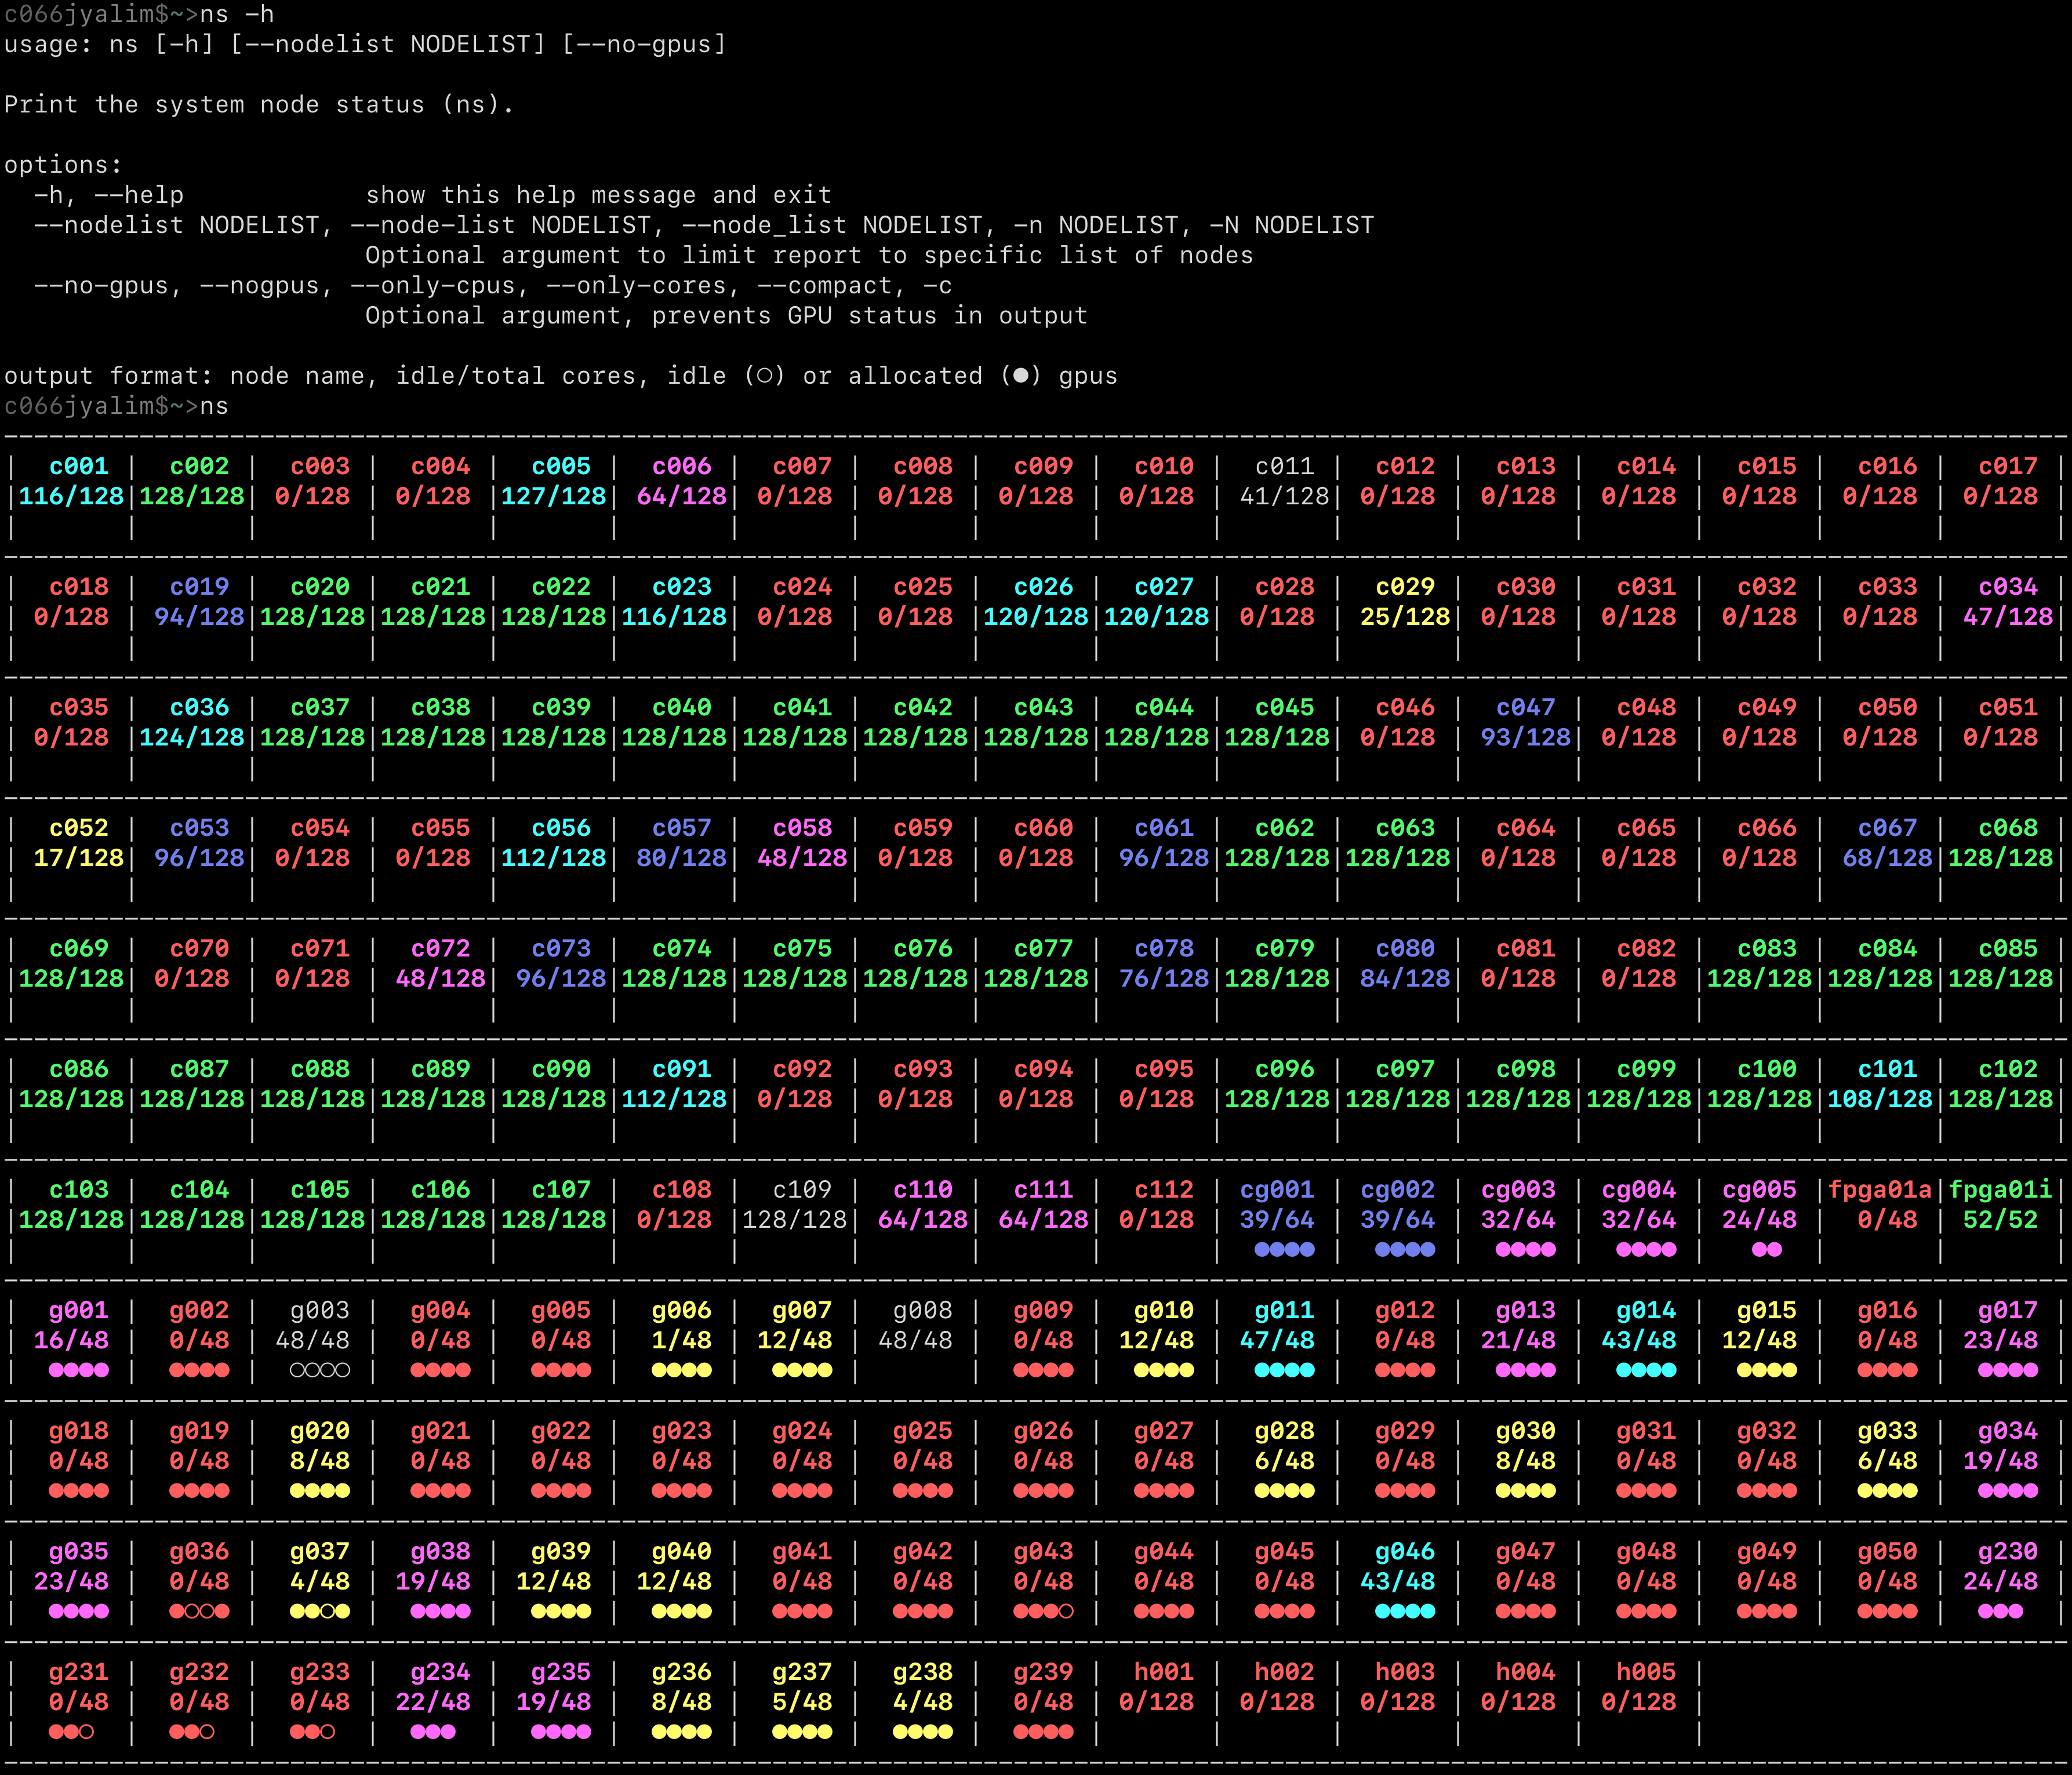 c066jyalim$~>ns -h
usage: ns [-h] [--nodelist NODELIST] [--no-gpus]

Print the system node status (ns).

options:
  -h, --help            show this help message and exit
  --nodelist NODELIST, --node-list NODELIST, --node_list NODELIST, -n NODELIST, -N NODELIST
                        Optional argument to limit report to specific list of nodes
  --no-gpus, --nogpus, --only-cpus, --only-cores, --compact, -c
                        Optional argument, prevents GPU status in output

output format: node name, idle/total cores, idle (○) or allocated (●) gpus
c066jyalim$~>ns
| c001 | c002 | c003 | c004 | c005 | c006 | c007 | c008 | c009 | c010 | c011 | c012 | c013 | c014 | c015 | c016 | c017 |
|116/128|128/128| 0/128 | 0/128 |127/128| 64/128| 0/128 | 0/128 | 0/128 | 0/128 | 41/128| 0/128 | 0/128 | 0/128 | 0/128 | 0/128 | 0/128 |
| c018 | c019 | c020 | c021 | c022 | c023 | c024 | c025 | c026 | c027 | c028 | c029 | c030 | c031 | c032 | c033 | c034 |
| 0/128 | 94/128|128/128|128/128|128/128|116/128| 0/128 | 0/128 |120/128|120/128| 0/128 | 25/128| 0/128 | 0/128 | 0/128 | 0/128 | 47/128|
| c035 | c036 | c037 | c038 | c039 | c040 | c041 | c042 | c043 | c044 | c045 | c046 | c047 | c048 | c049 | c050 | c051 |
| 0/128 |124/128|128/128|128/128|128/128|128/128|128/128|128/128|128/128|128/128|128/128| 0/128 | 93/128| 0/128 | 0/128 | 0/128 | 0/128 |
| c052 | c053 | c054 | c055 | c056 | c057 | c058 | c059 | c060 | c061 | c062 | c063 | c064 | c065 | c066 | c067 | c068 |
| 17/128| 96/128| 0/128 | 0/128 |112/128| 80/128| 48/128| 0/128 | 0/128 | 96/128|128/128|128/128| 0/128 | 0/128 | 0/128 | 68/128|128/128|
| c069 | c070 | c071 | c072 | c073 | c074 | c075 | c076 | c077 | c078 | c079 | c080 | c081 | c082 | c083 | c084 | c085 |
|128/128| 0/128 | 0/128 | 48/128| 96/128|128/128|128/128|128/128|128/128| 76/128|128/128| 84/128| 0/128 | 0/128 |128/128|128/128|128/128|
| c086 | c087 | c088 | c089 | c090 | c091 | c092 | c093 | c094 | c095 | c096 | c097 | c098 | c099 | c100 | c101 | c102 |
|128/128|128/128|128/128|128/128|128/128|112/128| 0/128 | 0/128 | 0/128 | 0/128 |128/128|128/128|128/128|128/128|128/128|108/128|128/128|
| c103 | c104 | c105 | c106 | c107 | c108 | c109 | c110 | c111 | c112 | cg001 | cg002 | cg003 | cg004 | cg005 |fpga01a|fpga01i|
|128/128|128/128|128/128|128/128|128/128| 0/128 |128/128| 64/128| 64/128| 0/128 | 39/64 | 39/64 | 32/64 | 32/64 | 24/48 | 0/48 | 52/52 |
| | | | | | | | | | | ●●●● | ●●●● | ●●●● | ●●●● | ●● | | |
| g001 | g002 | g003 | g004 | g005 | g006 | g007 | g008 | g009 | g010 | g011 | g012 | g013 | g014 | g015 | g016 | g017 |
| 16/48 | 0/48 | 48/48 | 0/48 | 0/48 | 1/48 | 12/48 | 48/48 | 0/48 | 12/48 | 47/48 | 0/48 | 21/48 | 43/48 | 12/48 | 0/48 | 23/48 |
| ●●●● | ●●●● | ○○○○ | ●●●● | ●●●● | ●●●● | ●●●● | | ●●●● | ●●●● | ●●●● | ●●●● | ●●●● | ●●●● | ●●●● | ●●●● | ●●●● |
| g018 | g019 | g020 | g021 | g022 | g023 | g024 | g025 | g026 | g027 | g028 | g029 | g030 | g031 | g032 | g033 | g034 |
| 0/48 | 0/48 | 8/48 | 0/48 | 0/48 | 0/48 | 0/48 | 0/48 | 0/48 | 0/48 | 6/48 | 0/48 | 8/48 | 0/48 | 0/48 | 6/48 | 19/48 |
| ●●●● | ●●●● | ●●●● | ●●●● | ●●●● | ●●●● | ●●●● | ●●●● | ●●●● | ●●●● | ●●●● | ●●●● | ●●●● | ●●●● | ●●●● | ●●●● | ●●●● |
| g035 | g036 | g037 | g038 | g039 | g040 | g041 | g042 | g043 | g044 | g045 | g046 | g047 | g048 | g049 | g050 | g230 |
| 23/48 | 0/48 | 4/48 | 19/48 | 12/48 | 12/48 | 0/48 | 0/48 | 0/48 | 0/48 | 0/48 | 43/48 | 0/48 | 0/48 | 0/48 | 0/48 | 24/48 |
| ●●●● | ●○○● | ●●○● | ●●●● | ●●●● | ●●●● | ●●●● | ●●●● | ●●●○ | ●●●● | ●●●● | ●●●● | ●●●● | ●●●● | ●●●● | ●●●● | ●●● |
| g231 | g232 | g233 | g234 | g235 | g236 | g237 | g238 | g239 | h001 | h002 | h003 | h004 | h005 |
| 0/48 | 0/48 | 0/48 | 22/48 | 19/48 | 8/48 | 5/48 | 4/48 | 0/48 | 0/128 | 0/128 | 0/128 | 0/128 | 0/128 |
| ●●○ | ●●○ | ●●○ | ●●● | ●●●● | ●●●● | ●●●● | ●●●● | ●●●● | | | | | |